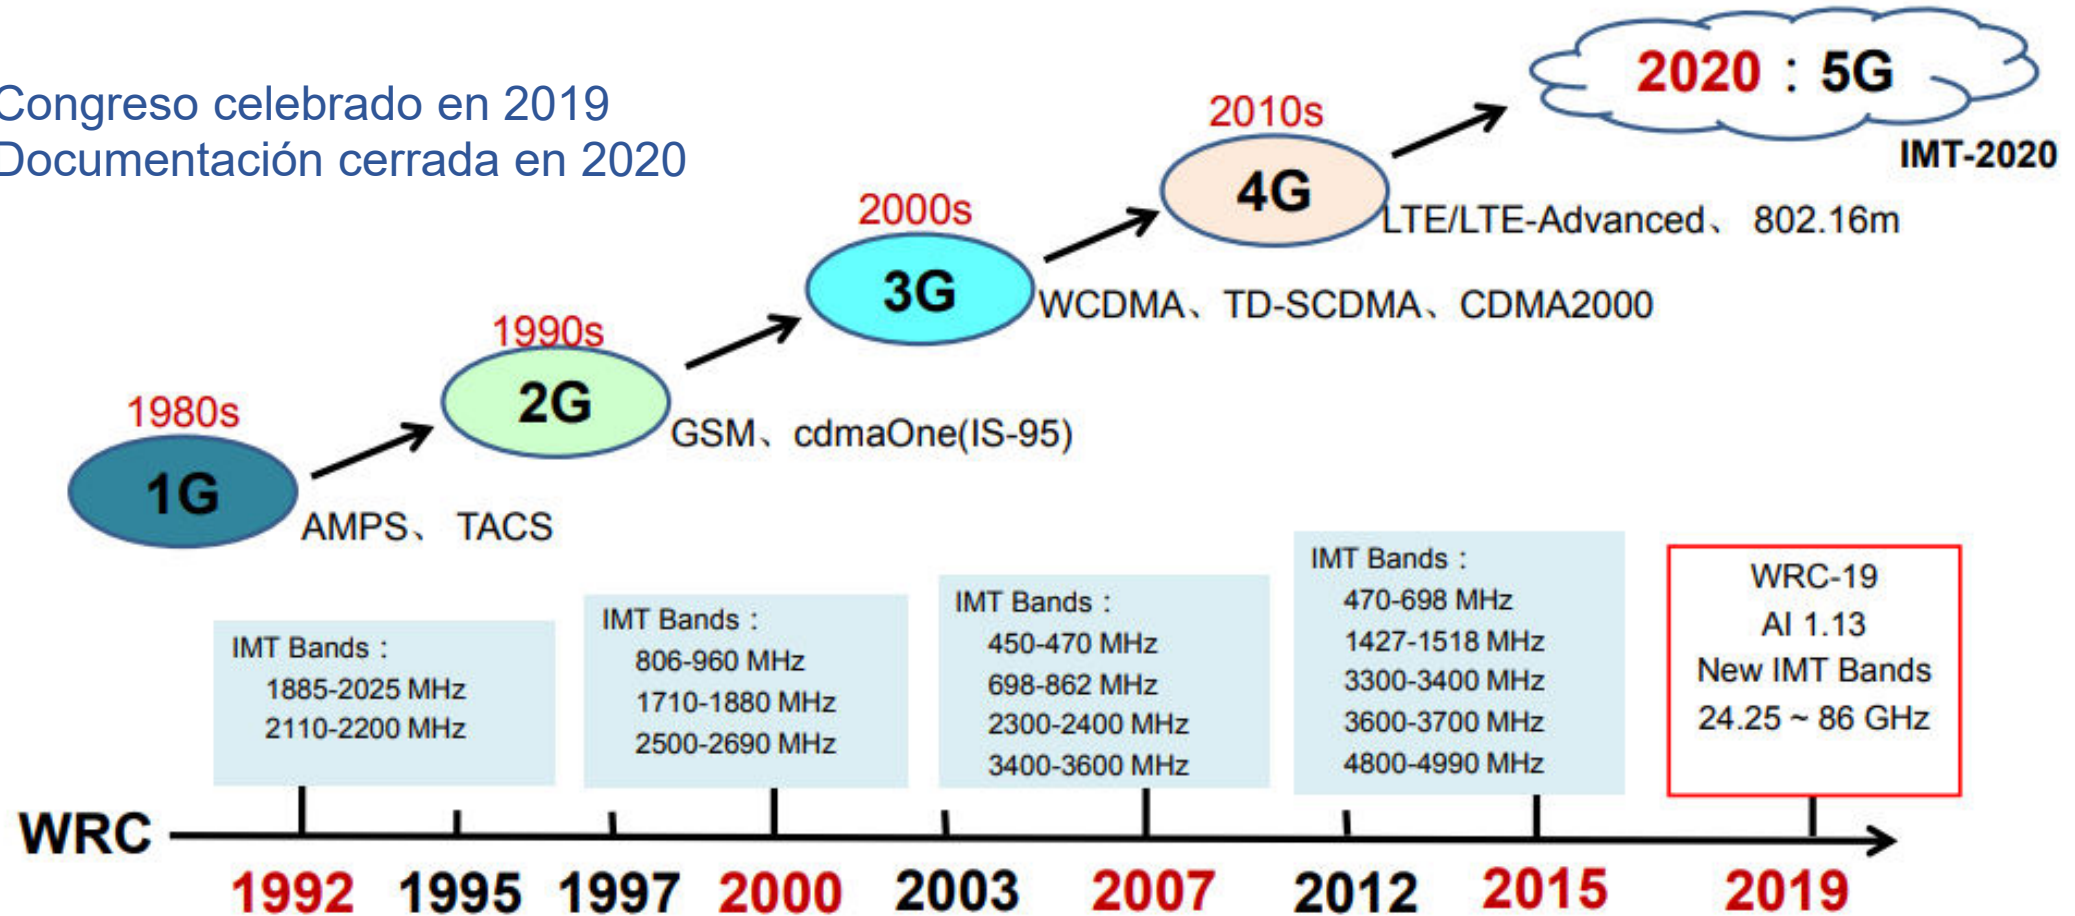 Congreso celebrado en 2019
Documentación cerrada en 2020
2020：5G
IMT-2020
2010s
4G
LTE/LTE-Advanced、 802.16m
2000s
3G
WCDMA、TD-SCDMA、CDMA2000
1990s
2G
GSM、cdmaOne(IS-95)
1980s
1G
AMPS、 TACS
IMT Bands：
1885-2025 MHz
2110-2200 MHz
IMT Bands：
806-960 MHz
1710-1880 MHz
2500-2690 MHz
IMT Bands：
450-470 MHz
698-862 MHz
2300-2400 MHz
3400-3600 MHz
IMT Bands：
470-698 MHz
1427-1518 MHz
3300-3400 MHz
3600-3700 MHz
4800-4990 MHz
WRC-19
AI 1.13
New IMT Bands
24.25 ~ 86 GHz
WRC
1992 1995 1997 2000 2003 2007 2012 2015 2019